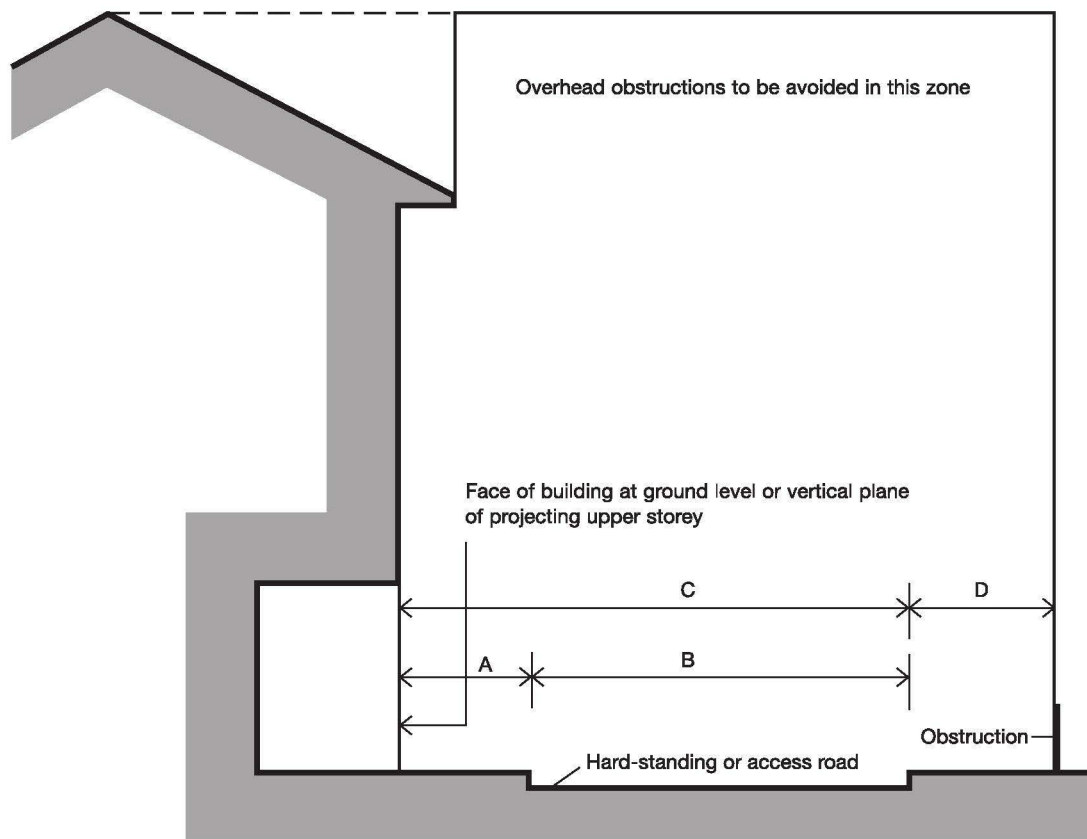 Overhead obstructions to be avoided in this zone
Face of building at ground level or vertical plane
of projecting upper storey
C
D
A
B
Obstruction
Hard-standing or access road